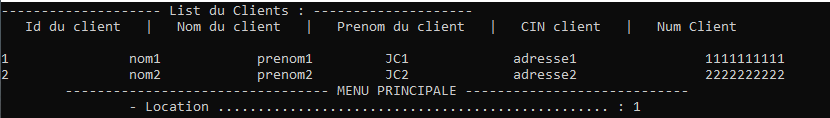 -------------------- List du Clients : --------------------
Id du client | Nom du client | Prenom du client | CIN client | Num Client
1 nom1 prenom1 JC1 adresse1 1111111111
2 nom2 prenom2 JC2 adresse2 2222222222
--------------------------------- MENU PRINCIPALE ----------------------------
- Location ................................................. : 1